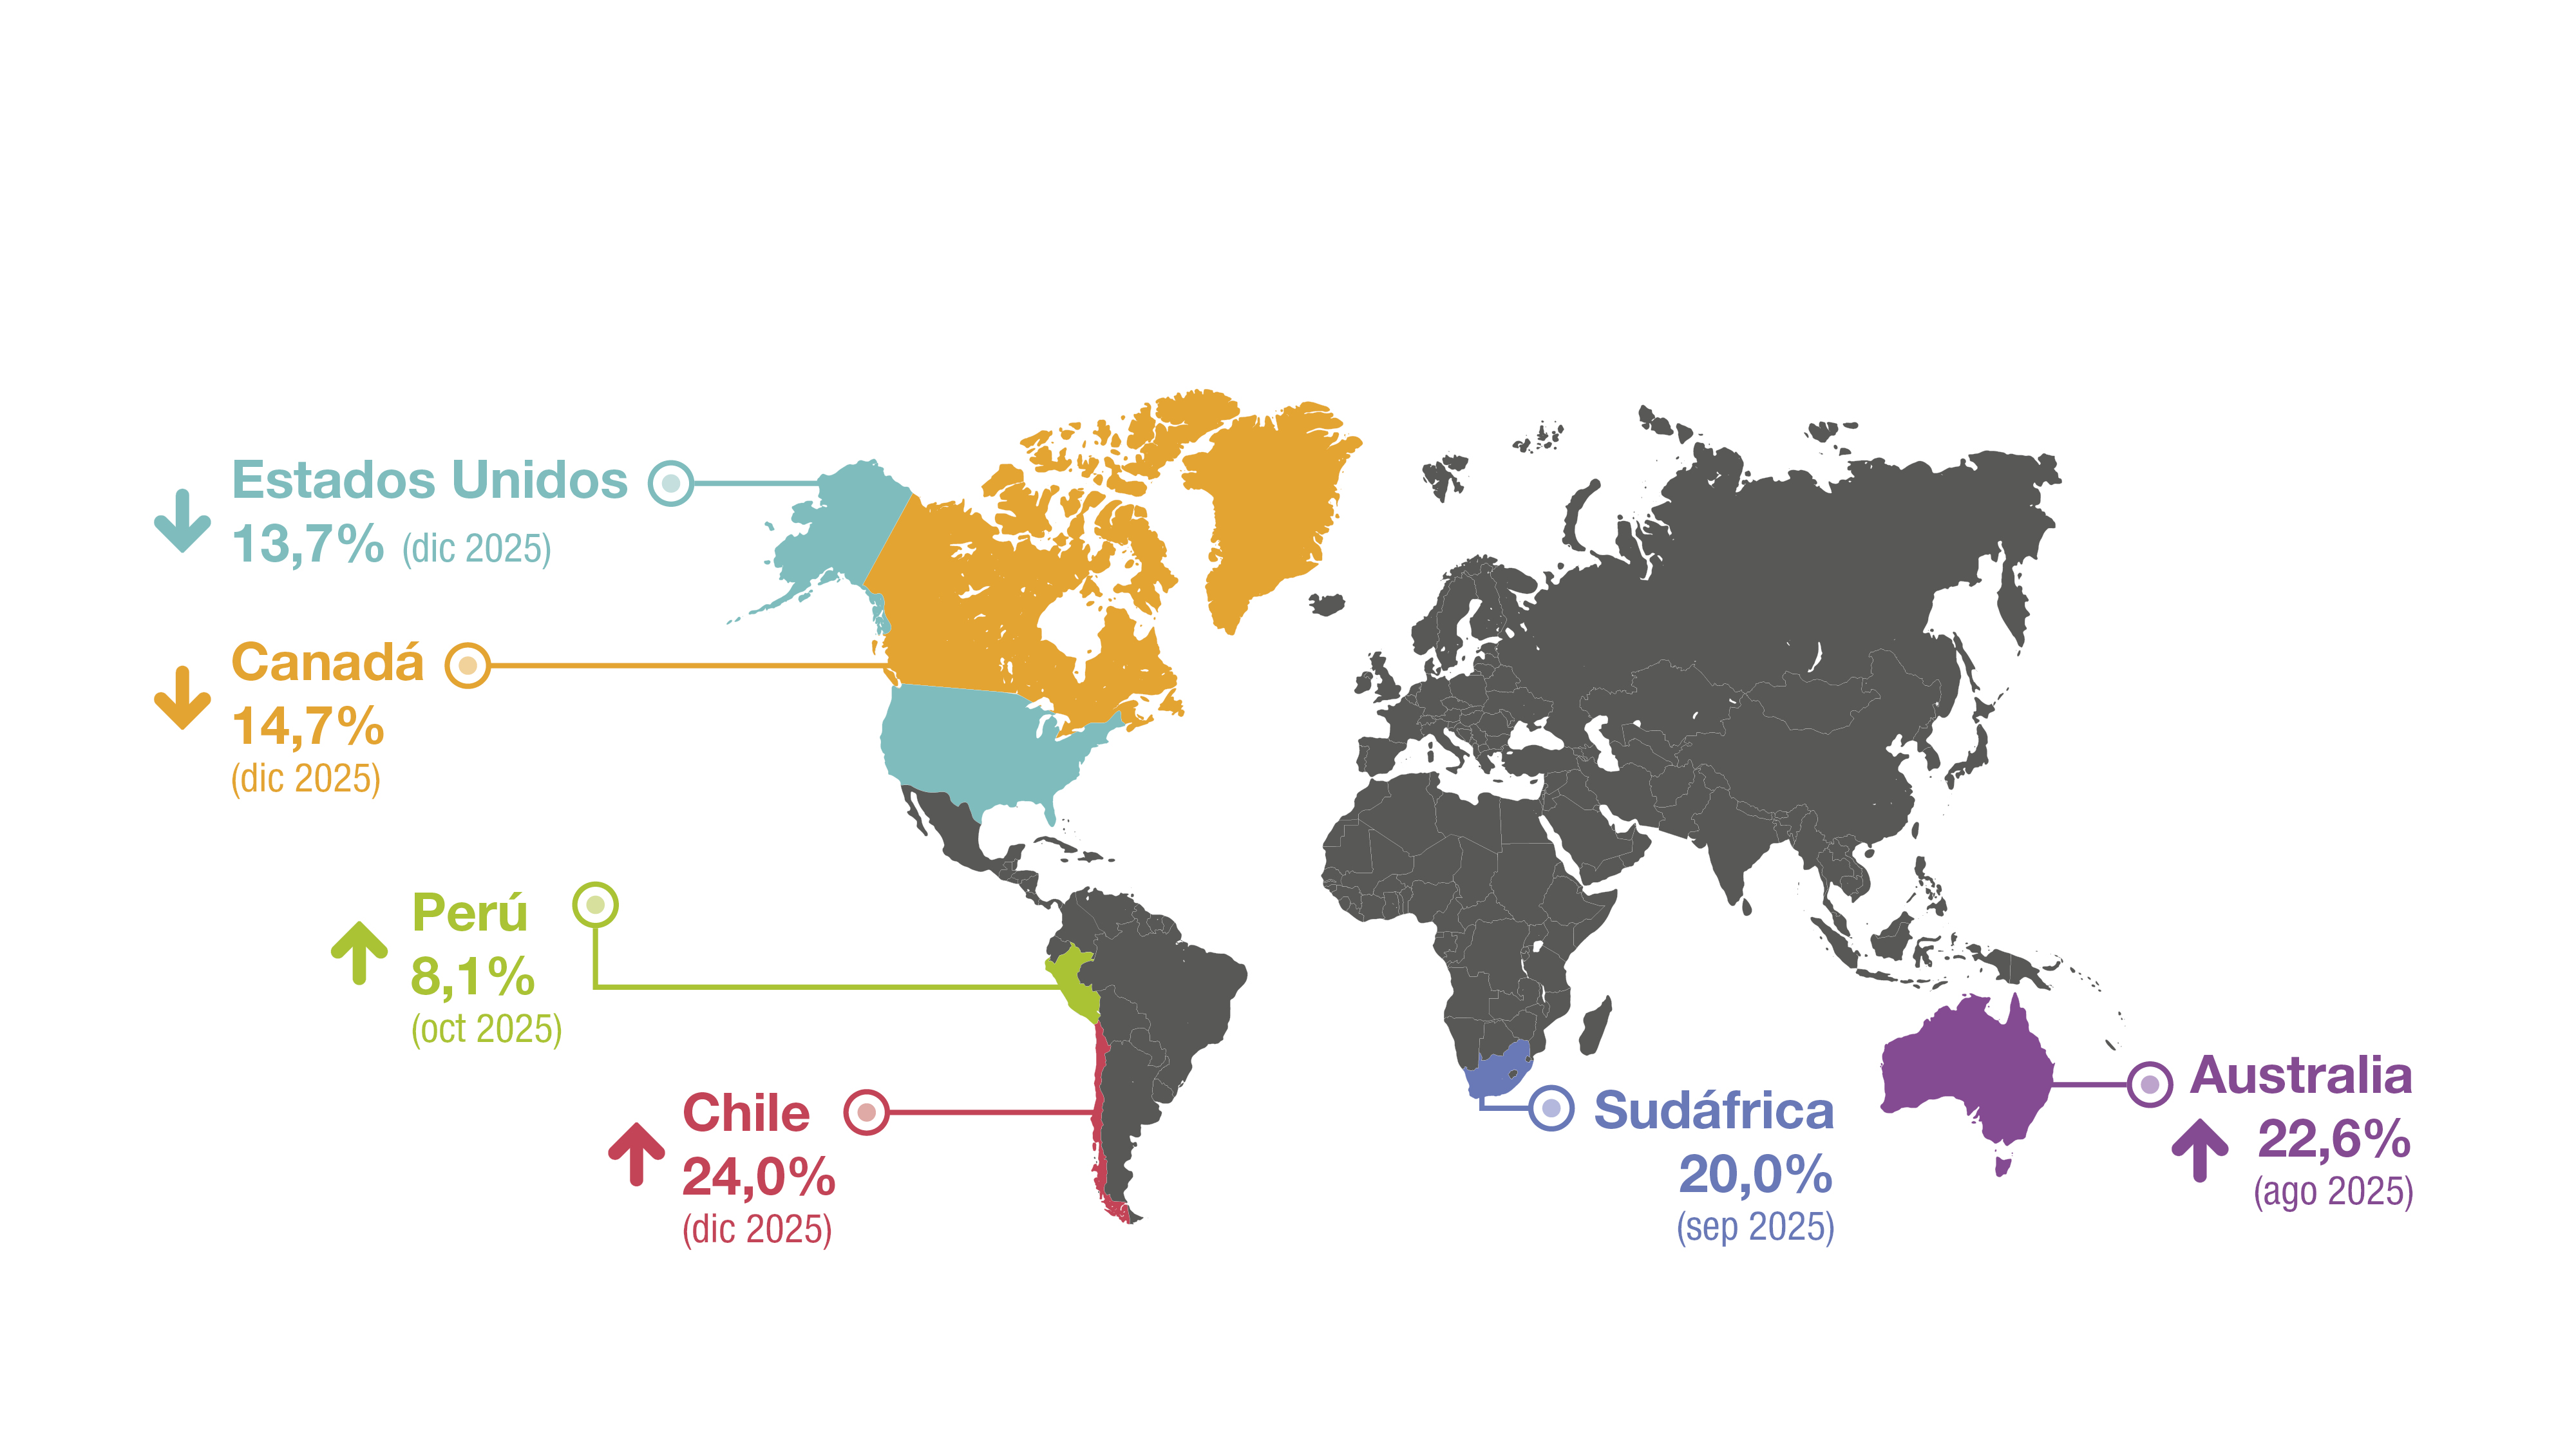 Estados Unidos
13,7% (dic 2025)
Canadá
14,7%
(dic 2025)
Perú
8,1%
(oct 2025)
Chile
24,0%
(dic 2025)
Sudáfrica
20,0%
(sep 2025)
Australia
22,6%
(ago 2025)